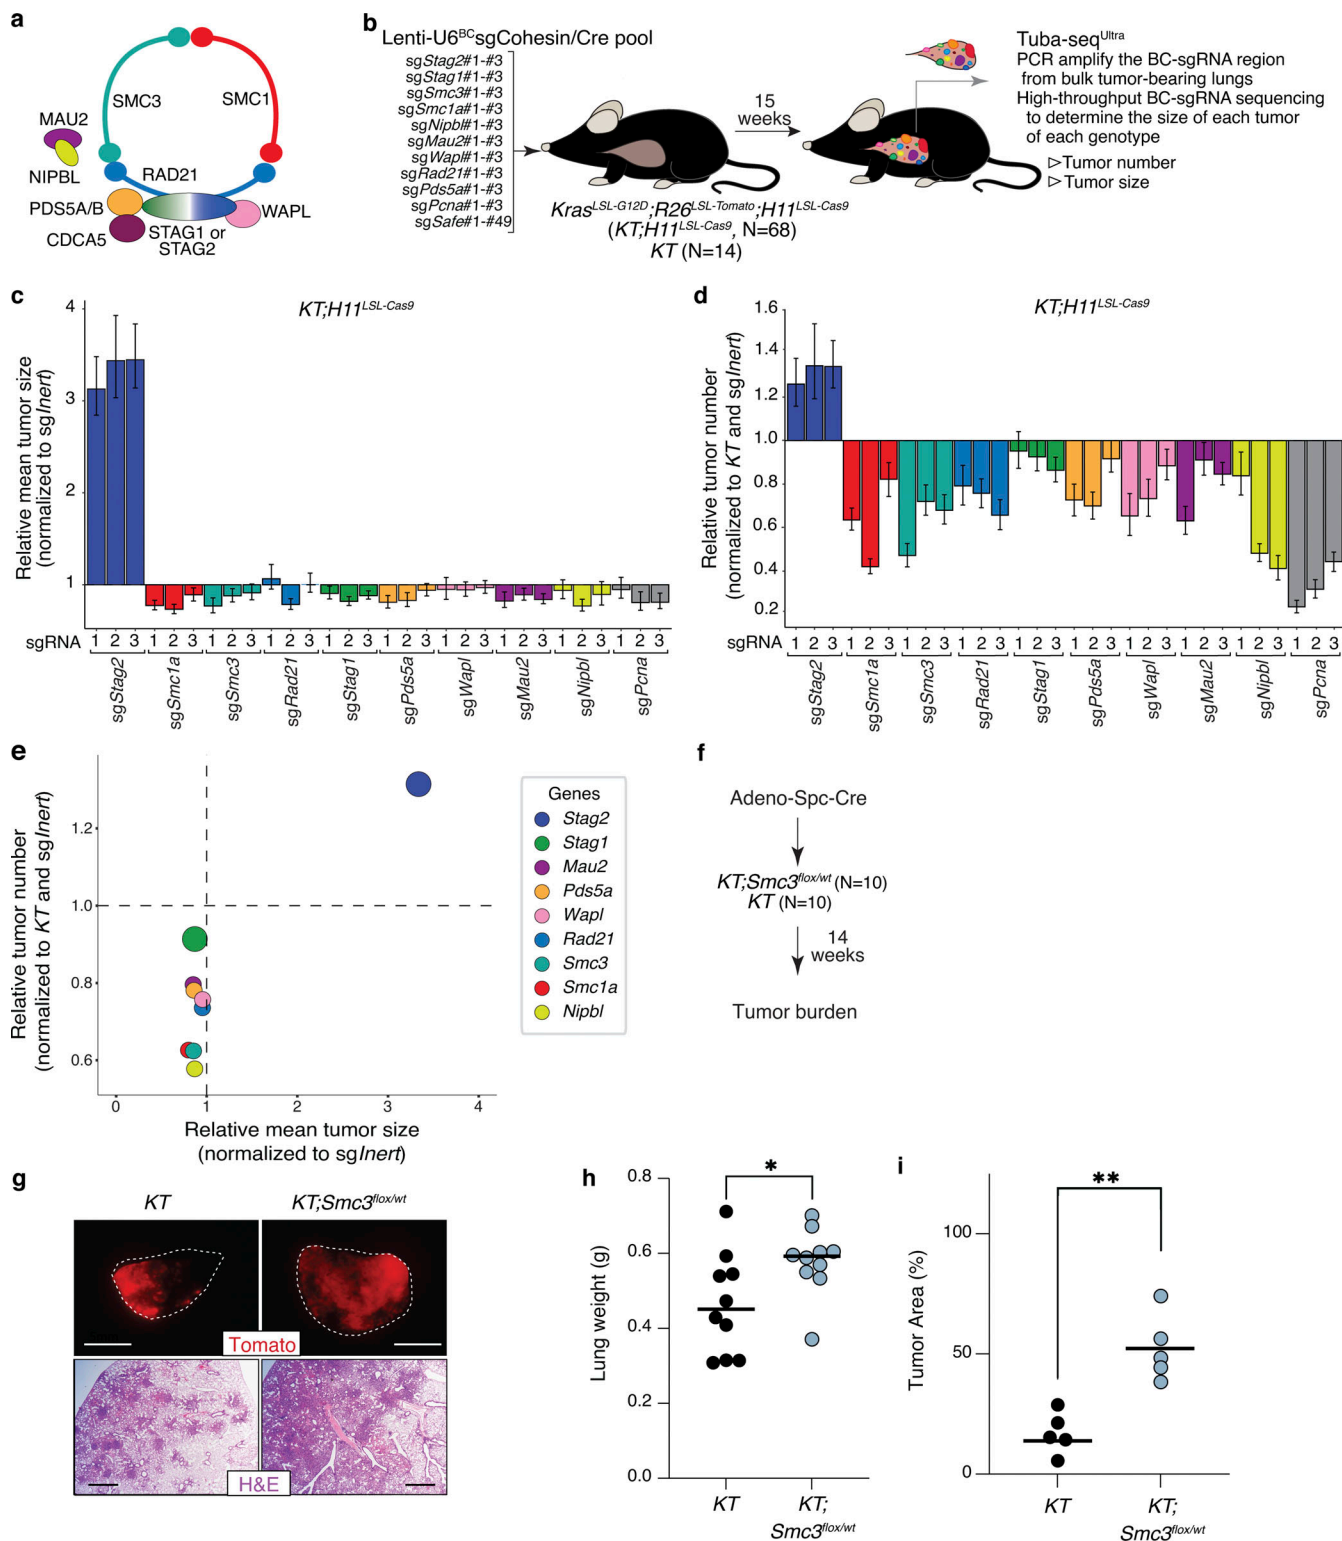 a
SMC3
SMC1
MAU2
NIPBL
RAD21
PDS5A/B
WAPL
CDCA5
STAG1 or
STAG2
b
Lenti-U6BCsgCohesin/Cre pool
sgStag2#1-#3
sgStag1#1-#3
sgSmc3#1-#3
sgSmc1a#1-#3
sgNipbl#1-#3
sgMau2#1-#3
sgWapl#1-#3
sgRad21#1-#3
sgPds5a#1-#3
sgPcna#1-#3
sgSafe#1-#49
15
weeks
KrasLSL-G12D;R26LSL-Tomato;H11LSL-Cas9
(KT;H11LSL-Cas9, N=68)
KT (N=14)
Tuba-seqUltra
PCR amplify the BC-sgRNA region
from bulk tumor-bearing lungs
High-throughput BC-sgRNA sequencing
to determine the size of each tumor
of each genotype
▷Tumor number
▷Tumor size
c
KT;H11LSL-Cas9
Relative mean tumor size
(normalized to sgInert)
4
3
2
1
sgRNA
1 2 3 1 2 3 1 2 3 1 2 3 1 2 3 1 2 3 1 2 3 1 2 3 1 2 3 1 2 3
sgStag2
sgSmc1a
sgSmc3
sgRad21
sgStag1
sgPds5a
sgWapl
sgMau2
sgNipbl
sgPcna
d
KT;H11LSL-Cas9
Relative tumor number
(normalized to KT and sgInert)
1.6
1.4
1.2
1.0
0.8
0.6
0.4
0.2
sgRNA
1 2 3 1 2 3 1 2 3 1 2 3 1 2 3 1 2 3 1 2 3 1 2 3 1 2 3 1 2 3
sgStag2
sgSmc1a
sgSmc3
sgRad21
sgStag1
sgPds5a
sgWapl
sgMau2
sgNipbl
sgPcna
e
Relative tumor number
(normalized to KT and sgInert)
1.2
1.0
0.8
0.6
0
1
2
3
4
Relative mean tumor size
(normalized to sgInert)
Genes
Stag2
Stag1
Mau2
Pds5a
Wapl
Rad21
Smc3
Smc1a
Nipbl
f
Adeno-Spc-Cre
KT;Smc3flox/wt (N=10)
KT (N=10)
14
weeks
Tumor burden
g
KT
KT;Smc3flox/wt
Tomato
H&E
h
Lung weight (g)
0.8
0.6
0.4
0.2
0.0
*
KT
KT;
Smc3flox/wt
i
Tumor Area (%)
100
50
0
**
KT
KT;
Smc3flox/wt